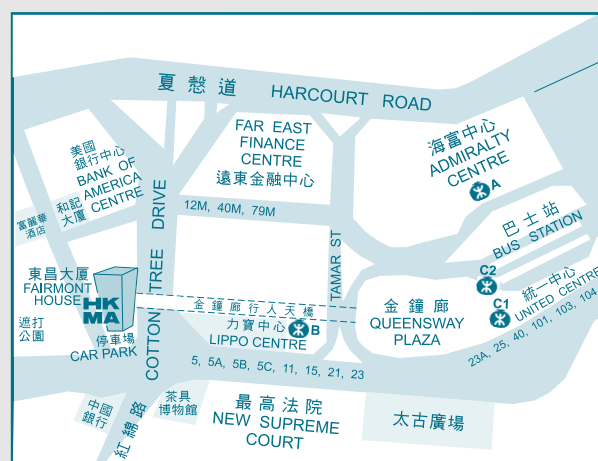 夏慤道 HARCOURT ROAD
美國
銀行中心
BANK OF
AMERICA
CENTRE
和記
大厦
富麗華
酒店
FAR EAST
FINANCE
CENTRE
遠東金融中心
海富中心
ADMIRALTY
CENTRE
A
12M, 40M, 79M
巴士站
BUS STATION
COTTON TREE DRIVE
TAMAR ST
東昌大廈
FAIRMONT
HOUSE
HK
MA
停車場
CAR PARK
遮打
公園
金鐘廊行人天橋
力寶中心
B
LIPPO CENTRE
金鐘廊
QUEENSWAY
PLAZA
C2
C1
統一中心
UNITED CENTRE
23A, 25, 40, 101, 103, 104
5, 5A, 5B, 5C, 11, 15, 21, 23
中國
銀行
紅綿路
茶具
博物館
最高法院
NEW SUPREME
COURT
太古廣場